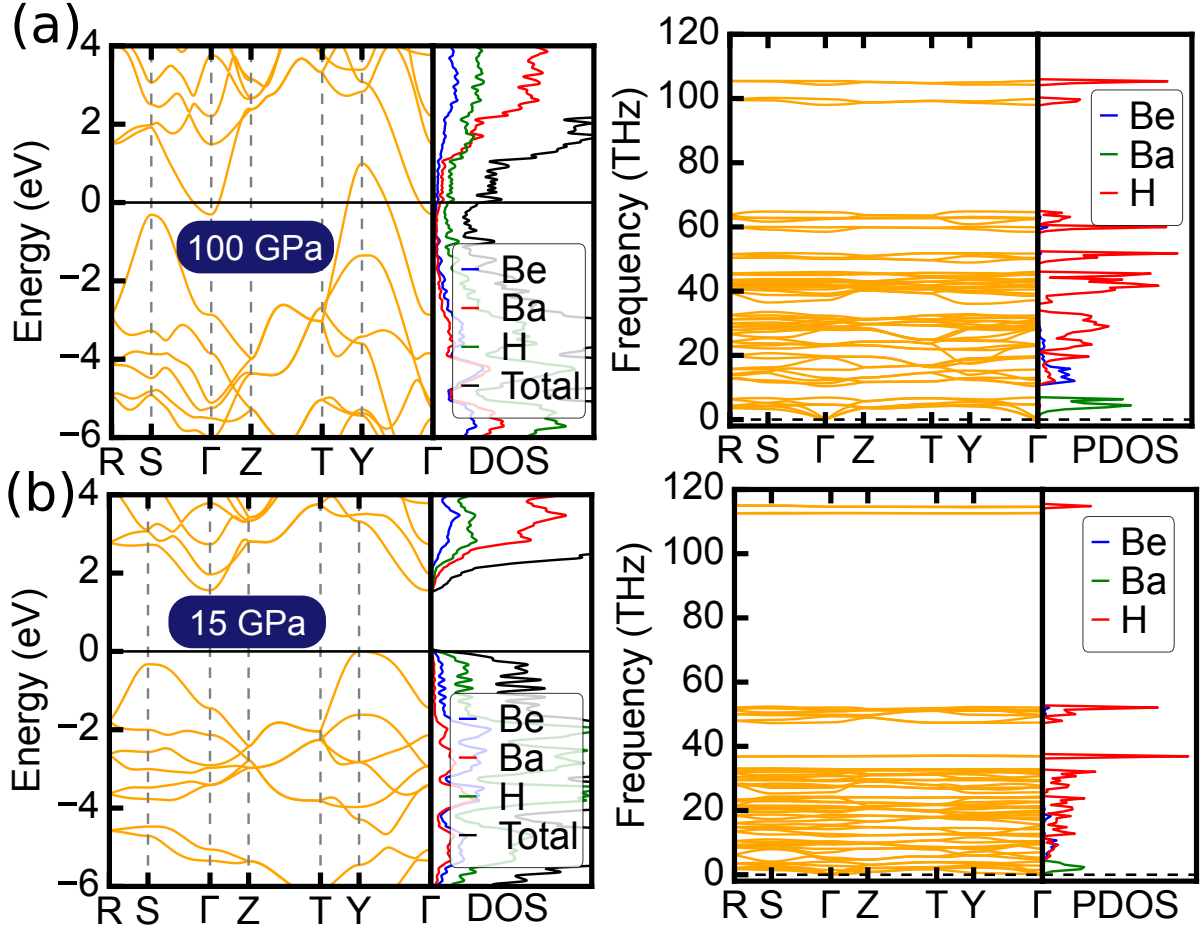 (a)
Energy (eV)
4
2
0
−2
−4
−6
100 GPa
Be
Ba
H
Total
R S Γ Z T Y Γ DOS
Frequency (THz)
120
100
80
60
40
20
0
Be
Ba
H
R S Γ Z T Y Γ PDOS
(b)
Energy (eV)
4
2
0
−2
−4
−6
15 GPa
Be
Ba
H
Total
R S Γ Z T Y Γ DOS
Frequency (THz)
120
100
80
60
40
20
0
Be
Ba
H
R S Γ Z T Y Γ PDOS